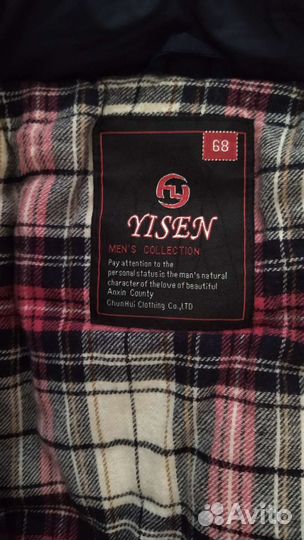 68
YISEN
MEN'S COLLECTION
Pay attention to the
personal status is the man's natural
character of the love of beautiful
Anxin County
ChunHui Clothing Co.,LTD
Avito